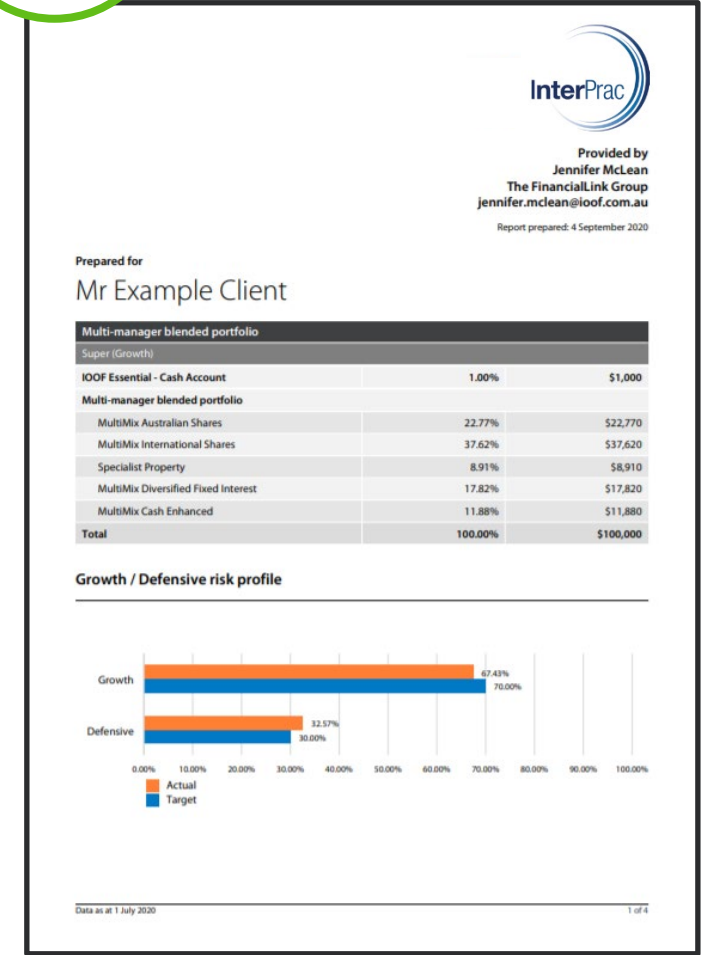 InterPrac
Provided by
Jennifer McLean
The FinancialLink Group
jennifer.mclean@ioof.com.au
Report prepared: 4 September 2020
Prepared for
Mr Example Client
Multi-manager blended portfolio
Super (Growth)
IOOF Essential - Cash Account 1.00% $1,000
Multi-manager blended portfolio
MultiMix Australian Shares 22.77% $22,770
MultiMix International Shares 37.62% $37,620
Specialist Property 8.91% $8,910
MultiMix Diversified Fixed Interest 17.82% $17,820
MultiMix Cash Enhanced 11.88% $11,880
Total 100.00% $100,000
Growth / Defensive risk profile
Growth 67.43%
70.00%
Defensive 32.57%
30.00%
0.00% 10.00% 20.00% 30.00% 40.00% 50.00% 60.00% 70.00% 80.00% 90.00% 100.00%
Actual
Target
Data as at 1 July 2020 1 of 4